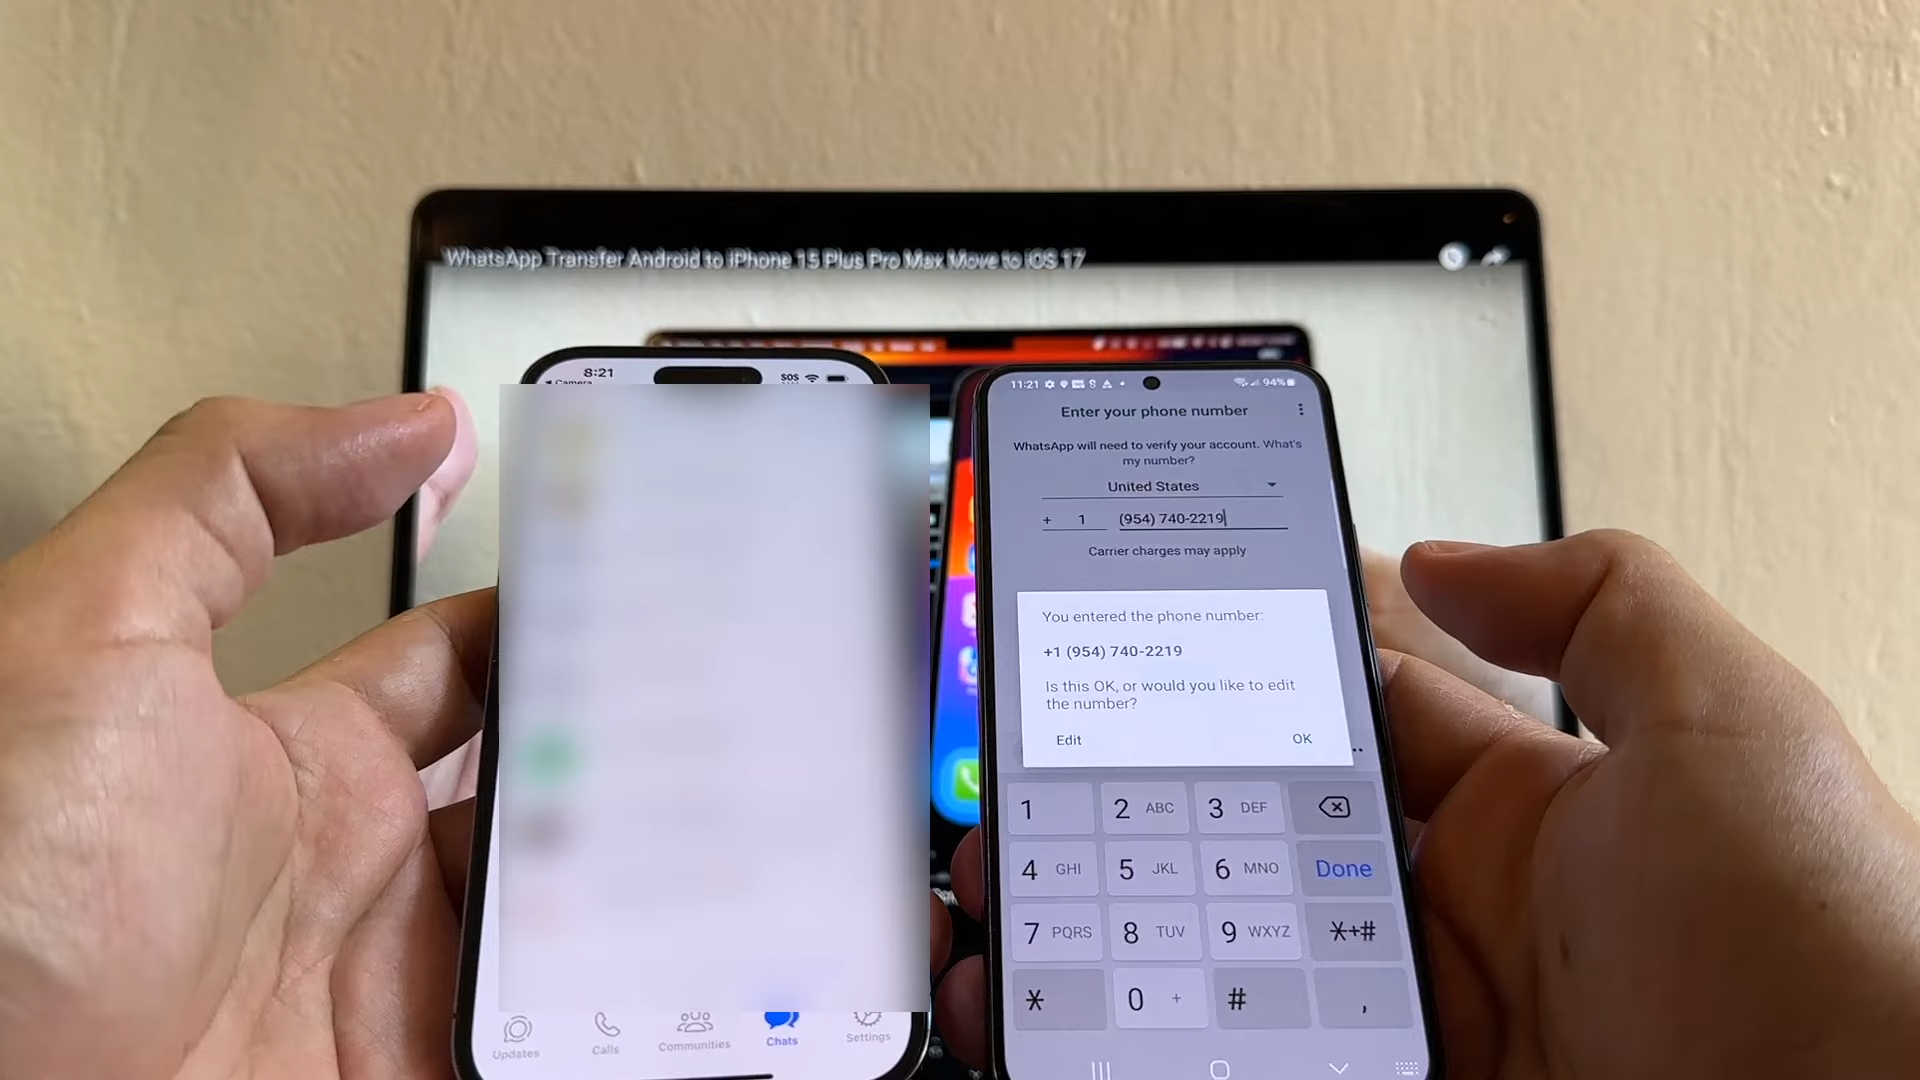 WhatsApp Transfer Android to iPhone 15 Plus Pro Max Move to iOS 17
8:21
SOS
Camera
Updates
Calls
Communities
Chats
Settings
11:21
94%
Enter your phone number
WhatsApp will need to verify your account. What's
my number?
United States
+ 1 (954) 740-2219
Carrier charges may apply
You entered the phone number:
+1 (954) 740-2219
Is this OK, or would you like to edit
the number?
Edit OK
1 2 ABC 3 DEF
4 GHI 5 JKL 6 MNO Done
7 PQRS 8 TUV 9 WXYZ *+#
* 0 + # ,